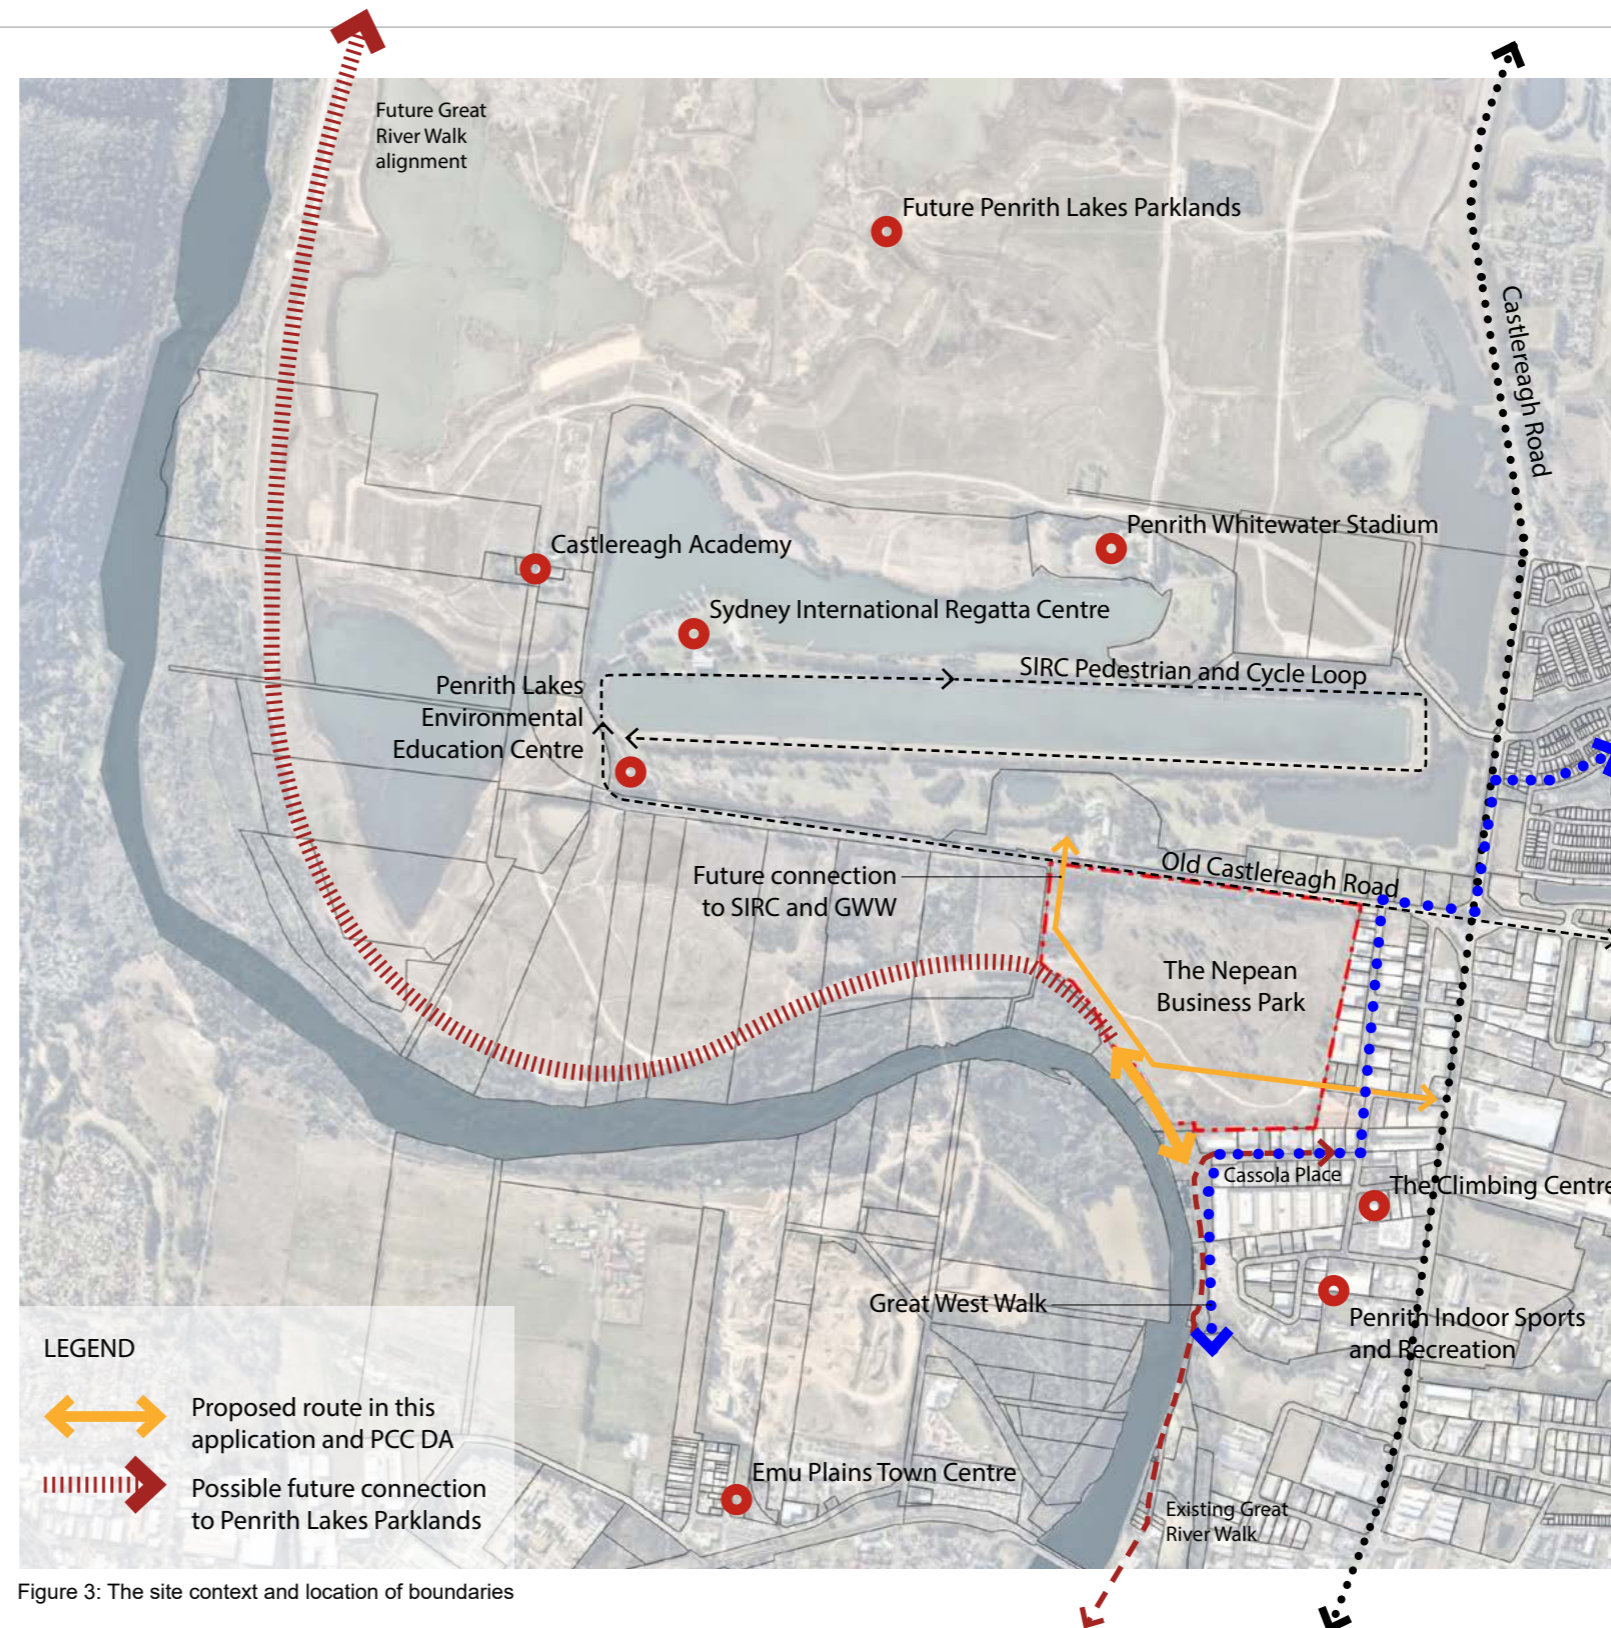 Future Great
River Walk
alignment
Future Penrith Lakes Parklands
Castlereagh Road
Penrith Whitewater Stadium
Castlereagh Academy
Sydney International Regatta Centre
SIRC Pedestrian and Cycle Loop
Penrith Lakes
Environmental
Education Centre
Old Castlereagh Road
Future connection
to SIRC and GWW
The Nepean
Business Park
Cassola Place
The Climbing Centre
Great West Walk
Penrith Indoor Sports
and Recreation
LEGEND
Proposed route in this
application and PCC DA
Possible future connection
to Penrith Lakes Parklands
Emu Plains Town Centre
Existing Great
River Walk
Figure 3: The site context and location of boundaries